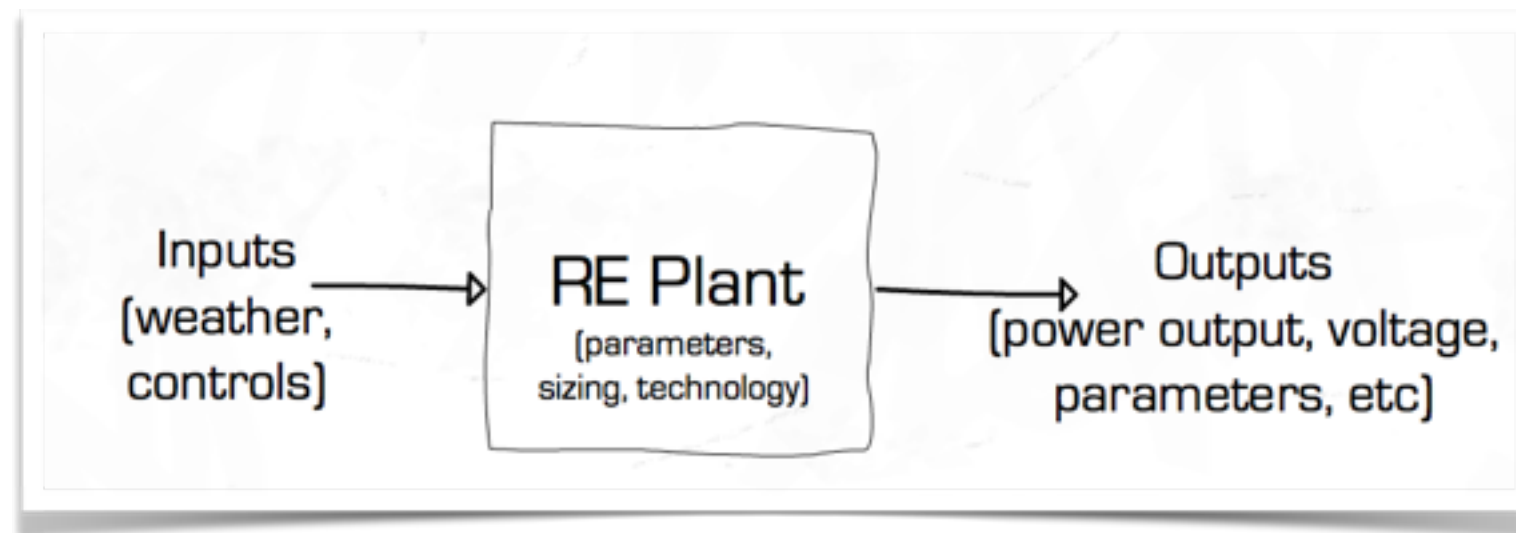 Inputs
(weather,
controls)
RE Plant
(parameters,
sizing, technology)
Outputs
(power output, voltage,
parameters, etc)